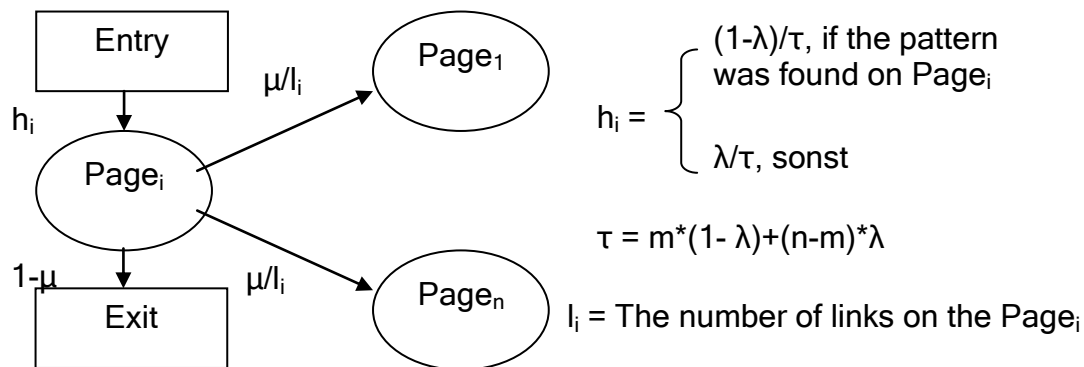 Entry
Page₁
μ/lᵢ
hᵢ
Pageᵢ
1-μ
μ/lᵢ
Exit
Pageₙ
(1-λ)/τ, if the pattern
was found on Pageᵢ
hᵢ =
λ/τ, sonst
τ = m*(1- λ)+(n-m)*λ
lᵢ = The number of links on the Pageᵢ